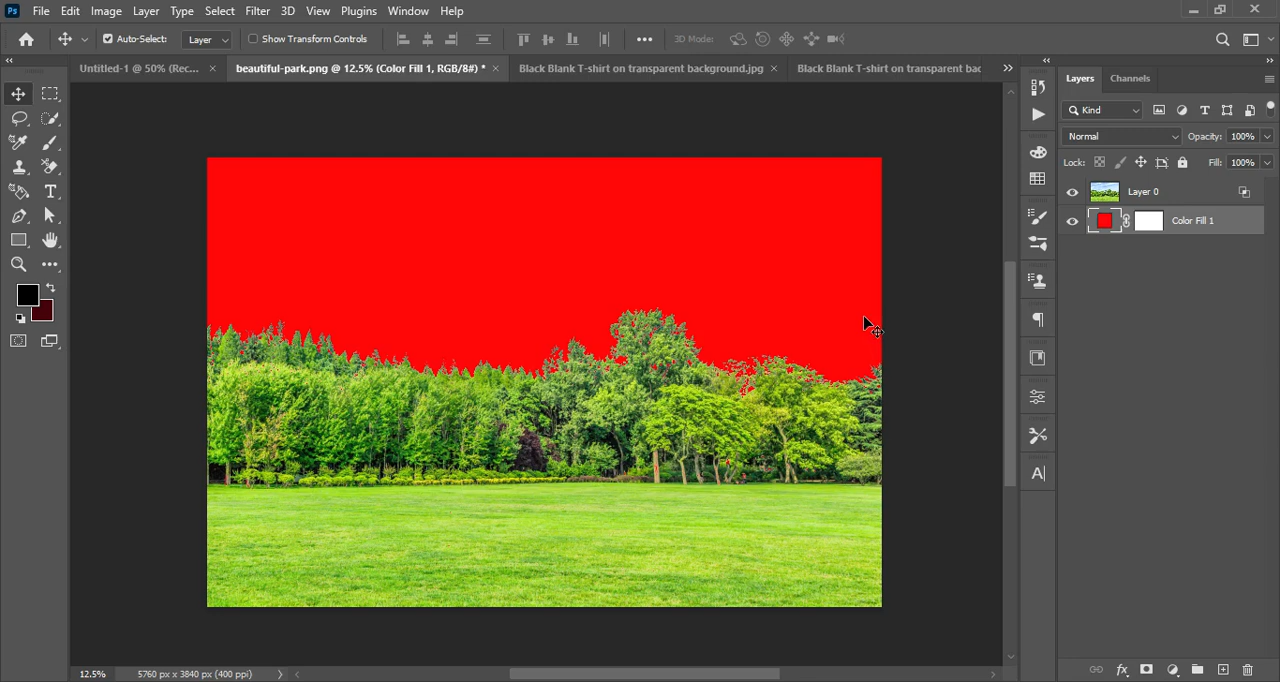 Ps File Edit Image Layer Type Select Filter 3D View Plugins Window Help
Auto-Select: Layer Show Transform Controls 3D Mode:
Untitled-1 @ 50% (Rec... × beautiful-park.png @ 12.5% (Color Fill 1, RGB/8#) * × Black Blank T-shirt on transparent background.jpg × Black Blank T-shirt on transparent bac
Layers Channels
Kind
Normal Opacity: 100%
Lock: Fill: 100%
Layer 0
Color Fill 1
12.5% 5760 px x 3840 px (400 ppi)